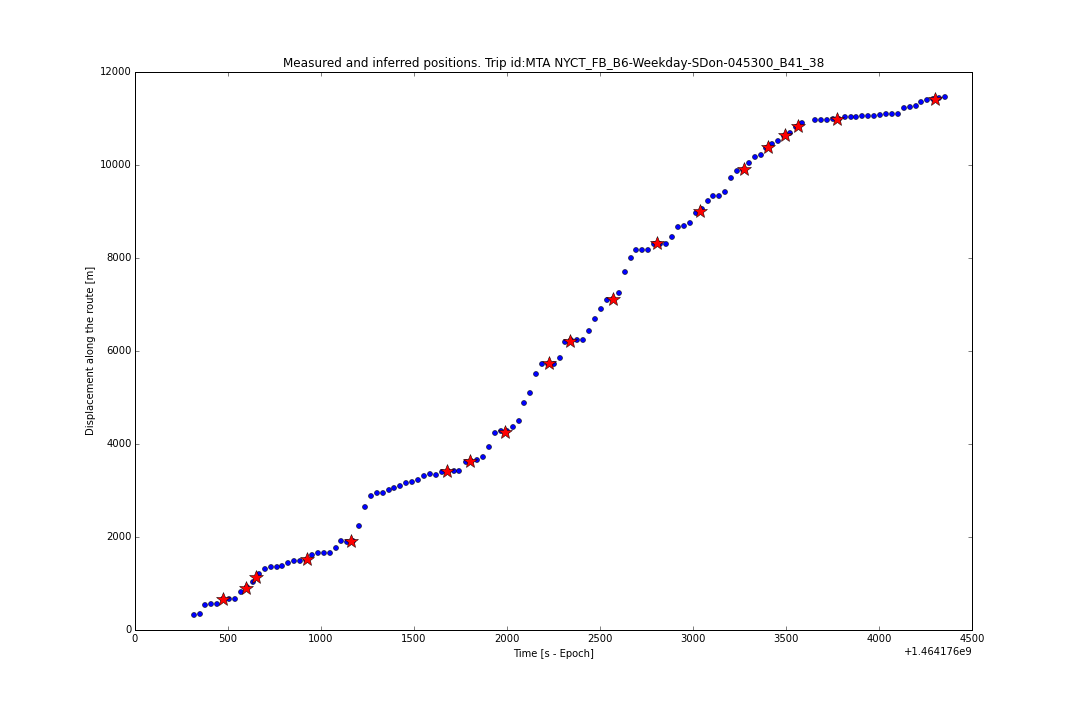 Measured and inferred positions. Trip id:MTA NYCT_FB_B6-Weekday-SDon-045300_B41_38
12000
10000
8000
6000
4000
2000
0
Displacement along the route [m]
0 500 1000 1500 2000 2500 3000 3500 4000 4500
Time [s - Epoch]
+1.464176e9